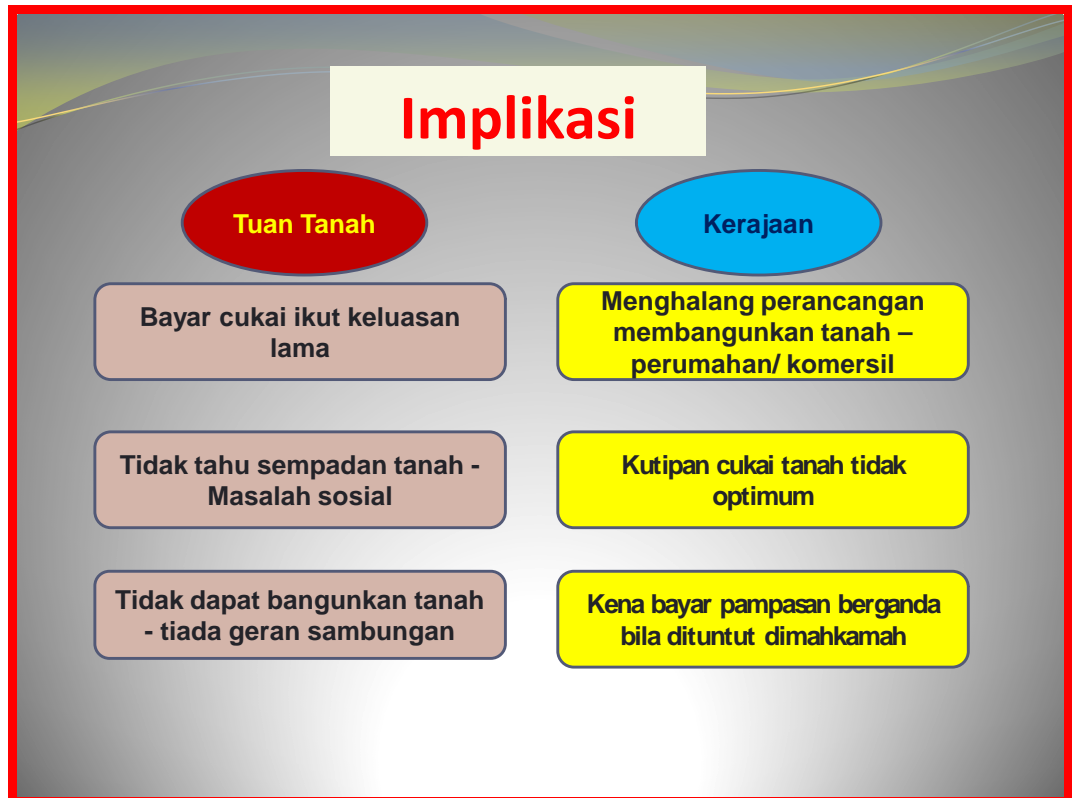 Implikasi
Tuan Tanah
Bayar cukai ikut keluasan
lama
Tidak tahu sempadan tanah -
Masalah sosial
Tidak dapat bangunkan tanah
- tiada geran sambungan
Kerajaan
Menghalang perancangan
membangunkan tanah –
perumahan/ komersil
Kutipan cukai tanah tidak
optimum
Kena bayar pampasan berganda
bila dituntut dimahkamah